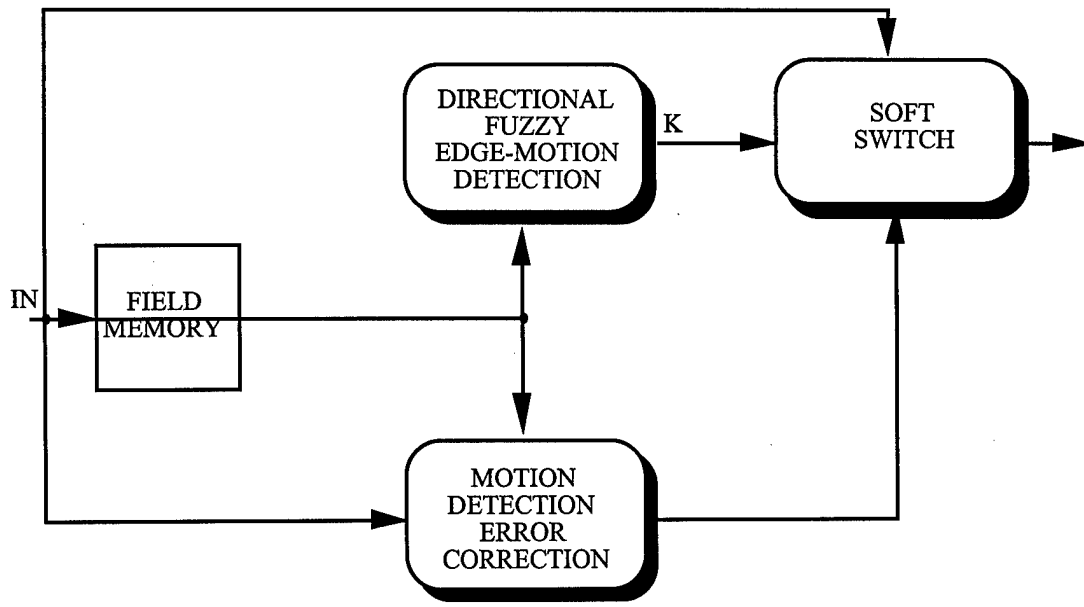 DIRECTIONAL
FUZZY
EDGE-MOTION
DETECTION
K
SOFT
SWITCH
IN
FIELD
MEMORY
MOTION
DETECTION
ERROR
CORRECTION